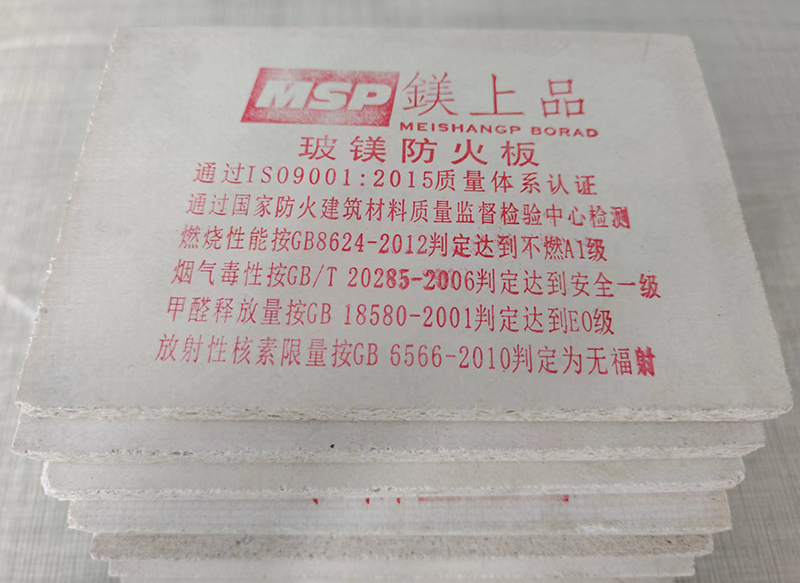 MSP 鎂上品
MEISHANGP BORAD
玻镁防火板
通过ISO9001:2015质量体系认证
通过国家防火建筑材料质量监督检验中心检测
燃烧性能按GB8624-2012判定达到不燃A1级
烟气毒性按GB/T 20285-2006判定达到安全一级
甲醛释放量按GB 18580-2001判定达到E0级
放射性核素限量按GB 6566-2010判定为无福射